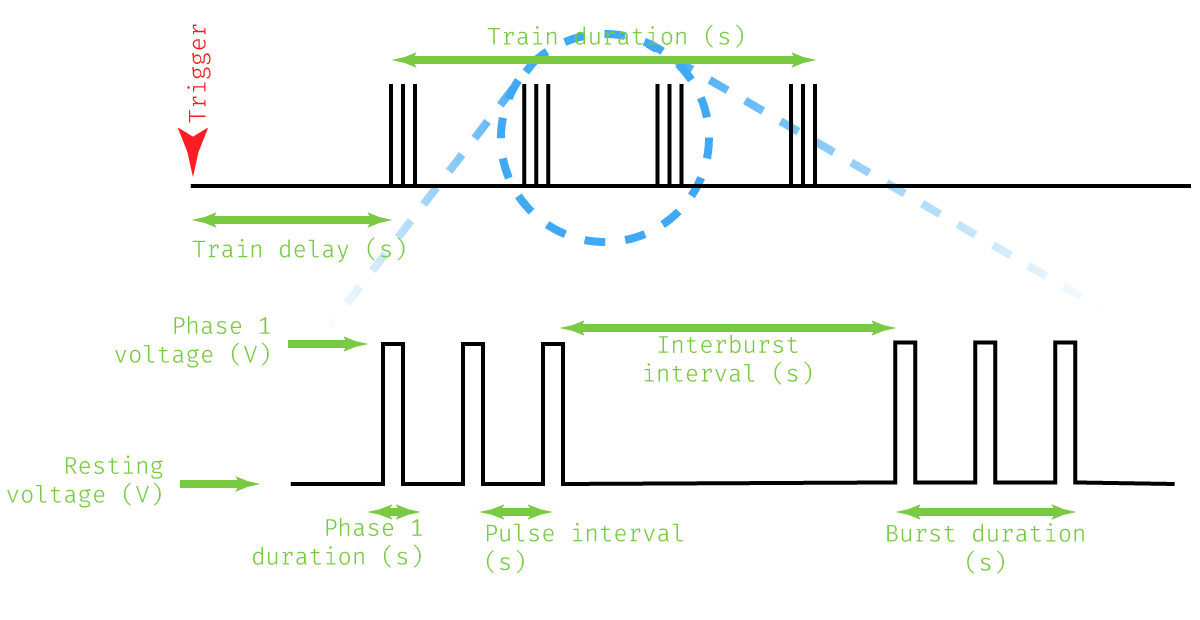 Train duration (s)
Trigger
Train delay (s)
Phase 1
voltage (V)
Interburst
interval (s)
Resting
voltage (V)
Phase 1
duration (s)
Pulse interval
(s)
Burst duration
(s)